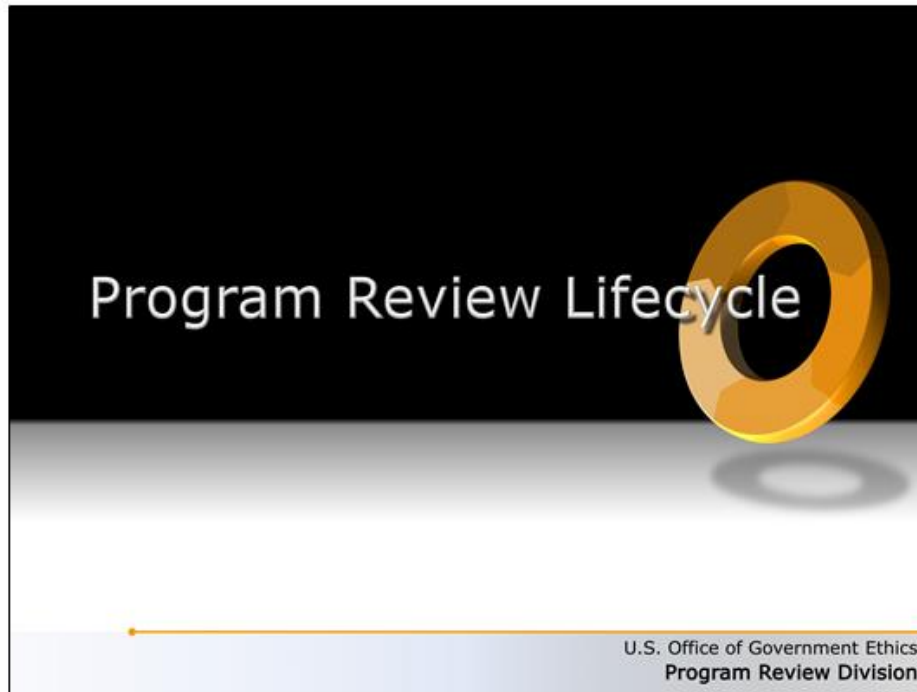 Program Review Lifecycle
U.S. Office of Government Ethics
Program Review Division